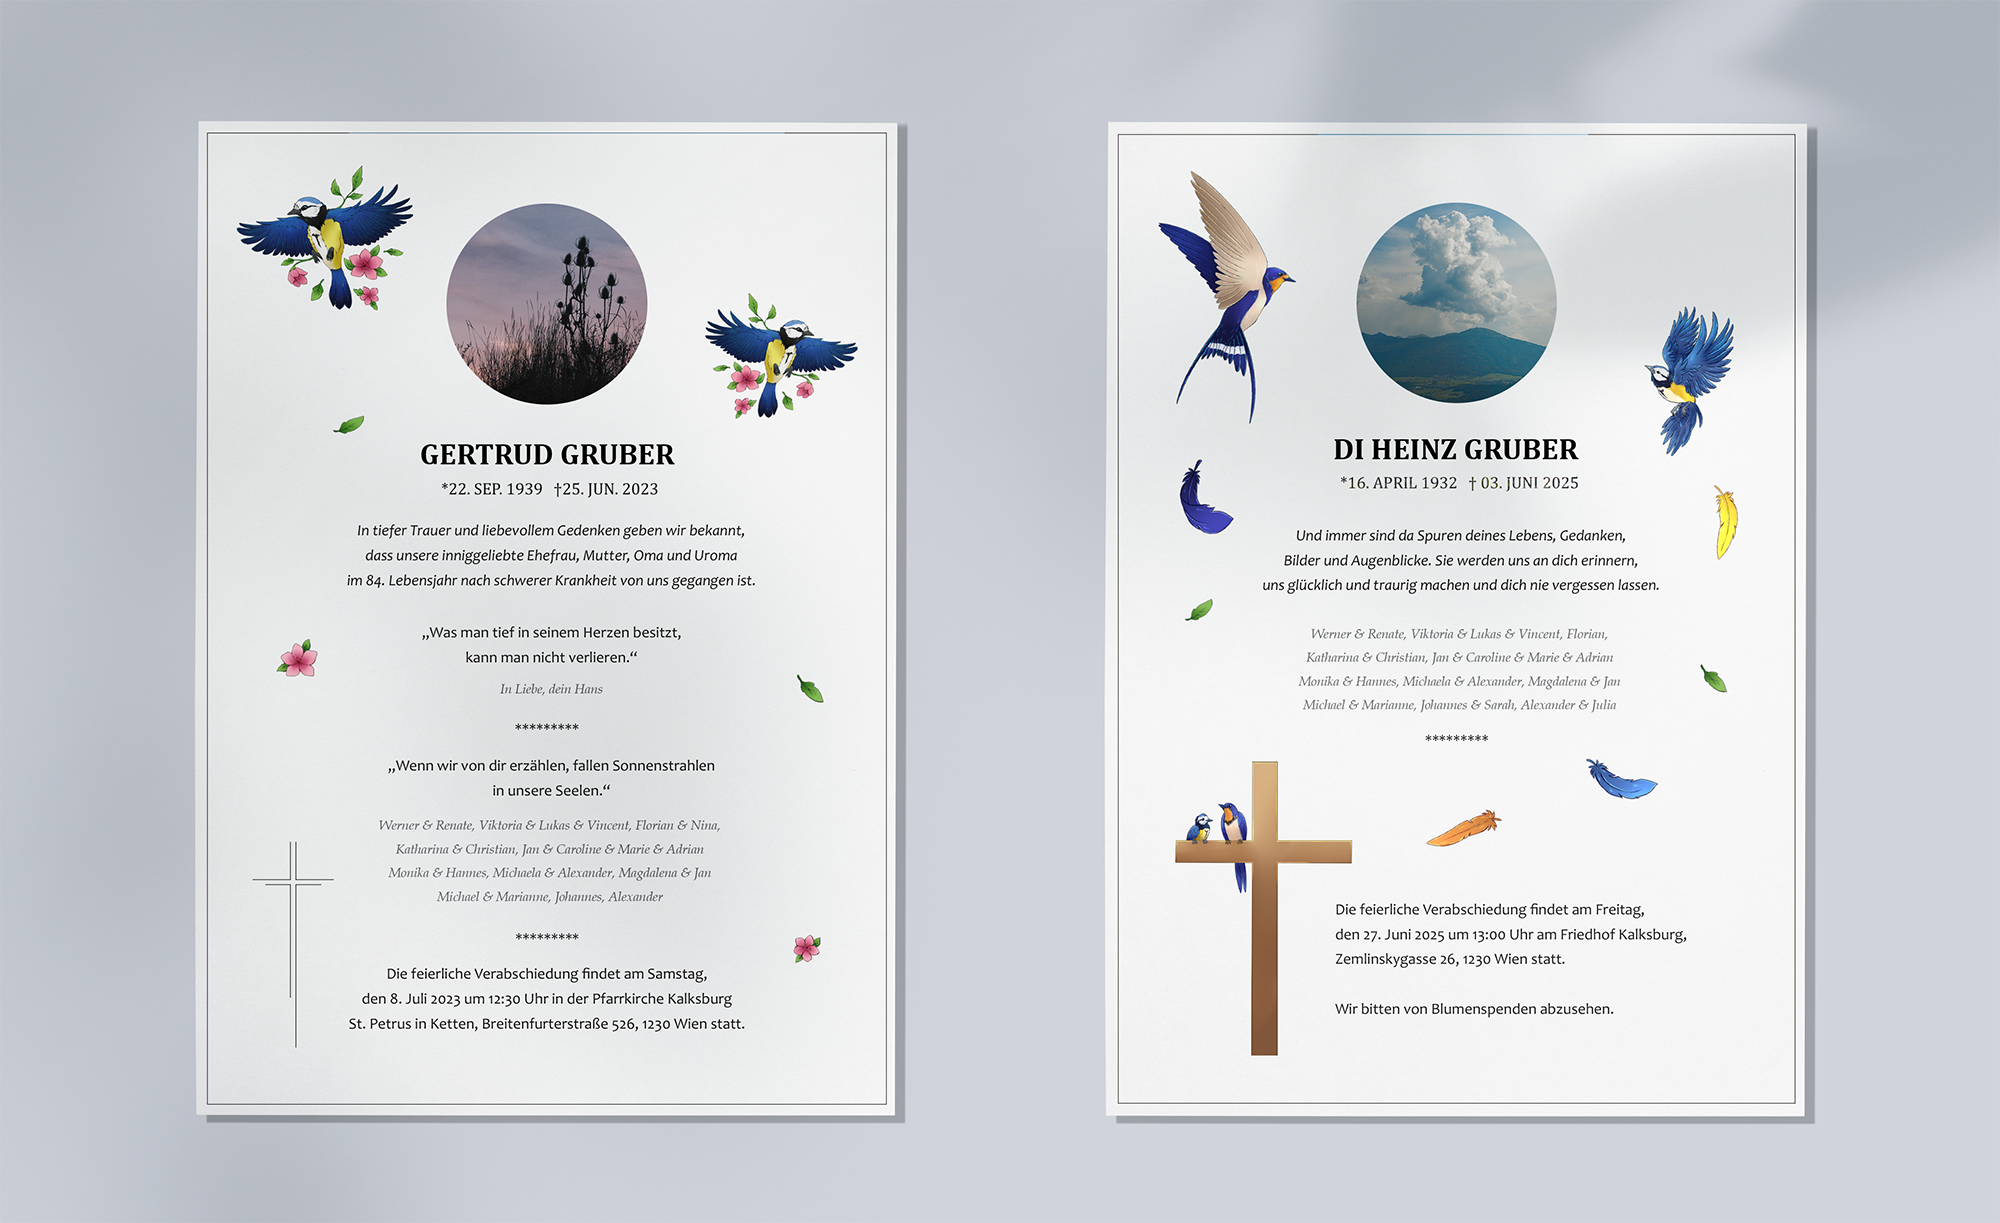 GERTRUD GRUBER
*22. SEP. 1939 †25. JUN. 2023
In tiefer Trauer und liebevollem Gedenken geben wir bekannt,
dass unsere inniggeliebte Ehefrau, Mutter, Oma und Uroma
im 84. Lebensjahr nach schwerer Krankheit von uns gegangen ist.
„Was man tief in seinem Herzen besitzt,
kann man nicht verlieren.“
In Liebe, dein Hans
*********
„Wenn wir von dir erzählen, fallen Sonnenstrahlen
in unsere Seelen.“
Werner & Renate, Viktoria & Lukas & Vincent, Florian & Nina,
Katharina & Christian, Jan & Caroline & Marie & Adrian
Monika & Hannes, Michaela & Alexander, Magdalena & Jan
Michael & Marianne, Johannes, Alexander
*********
Die feierliche Verabschiedung findet am Samstag,
den 8. Juli 2023 um 12:30 Uhr in der Pfarrkirche Kalksburg
St. Petrus in Ketten, Breitenfurterstraße 526, 1230 Wien statt.
DI HEINZ GRUBER
*16. APRIL 1932 † 03. JUNI 2025
Und immer sind da Spuren deines Lebens, Gedanken,
Bilder und Augenblicke. Sie werden uns an dich erinnern,
uns glücklich und traurig machen und dich nie vergessen lassen.
Werner & Renate, Viktoria & Lukas & Vincent, Florian,
Katharina & Christian, Jan & Caroline & Marie & Adrian
Monika & Hannes, Michaela & Alexander, Magdalena & Jan
Michael & Marianne, Johannes & Sarah, Alexander & Julia
*********
Die feierliche Verabschiedung findet am Freitag,
den 27. Juni 2025 um 13:00 Uhr am Friedhof Kalksburg,
Zemlinskygasse 26, 1230 Wien statt.
Wir bitten von Blumenspenden abzusehen.